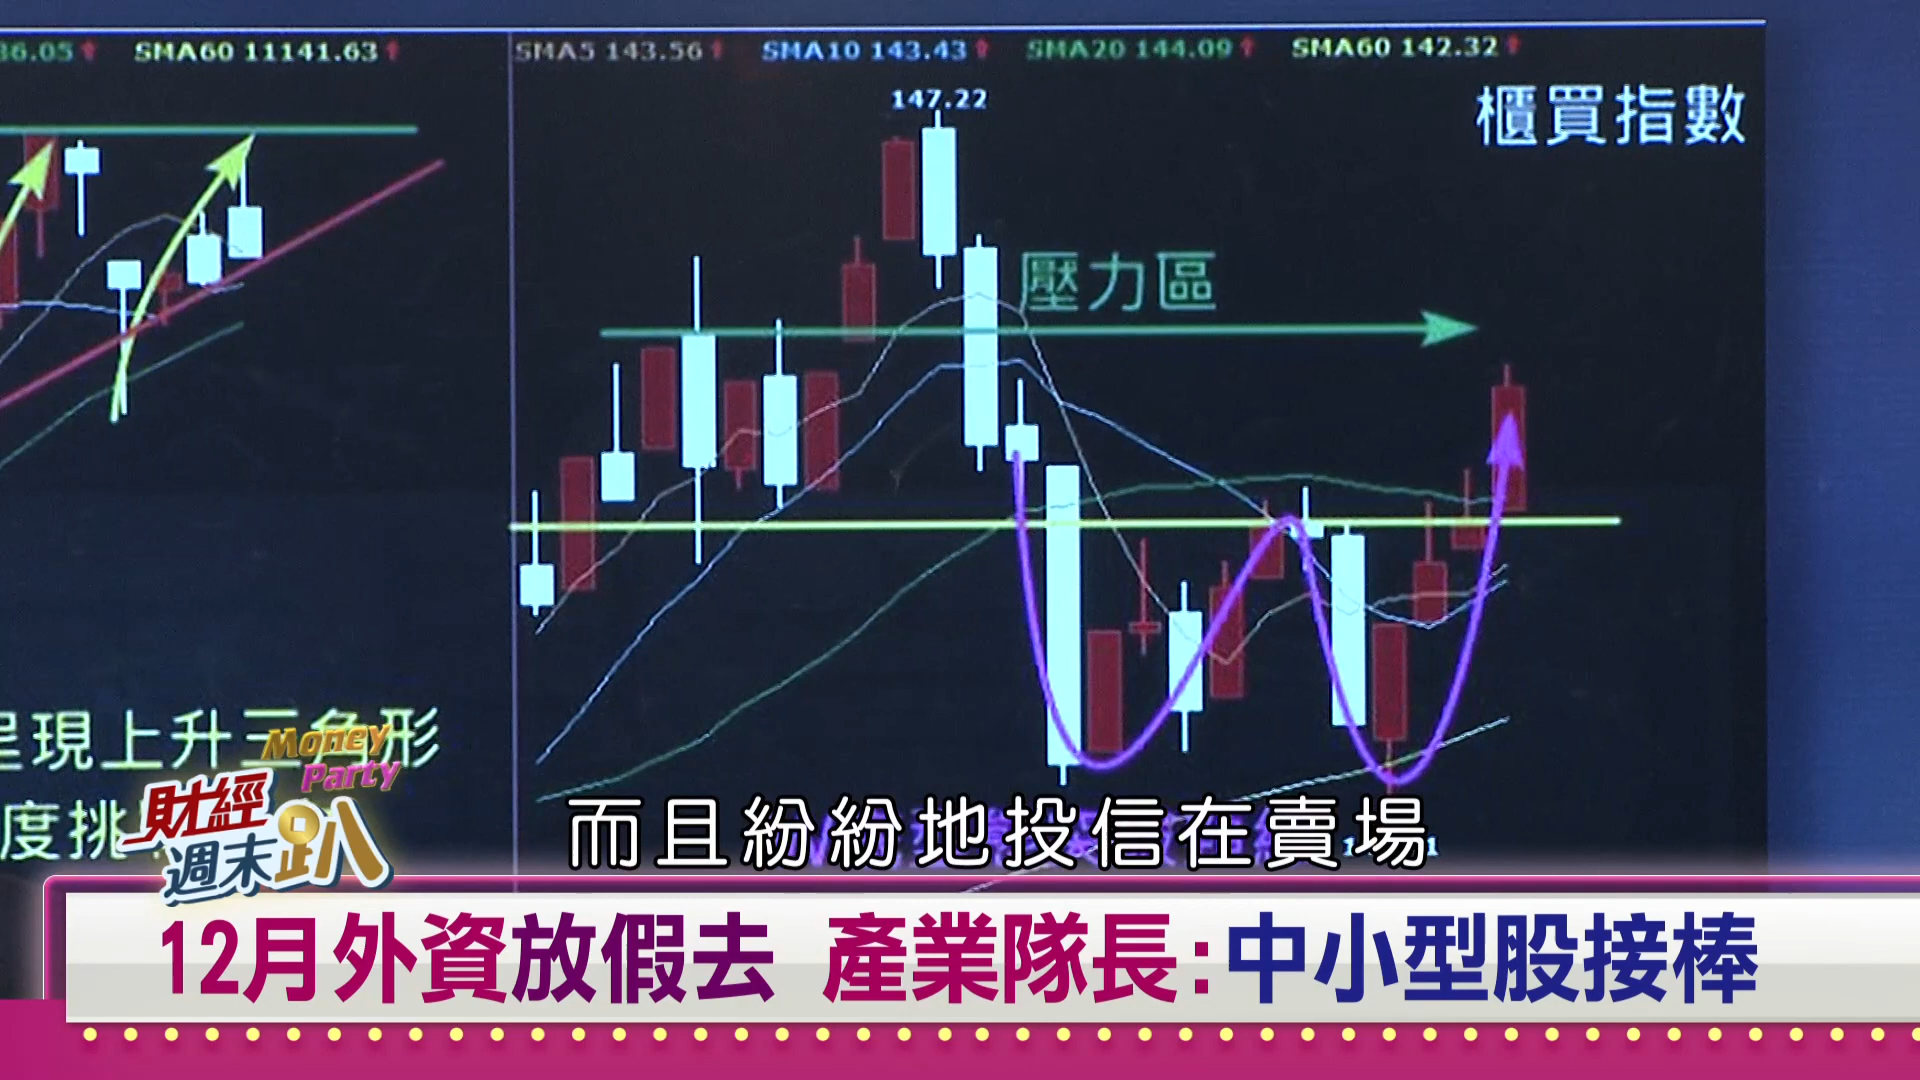 36.05↑ SMA60 11141.63↑
SMA5 143.56↑ SMA10 143.43↑ SMA20 144.09↑ SMA60 142.32↑
147.22
櫃買指數
壓力區
呈現上升三角形
度挑
Money
Party
財經
週末趴
而且紛紛地投信在賣場
12月外資放假去 產業隊長:中小型股接棒